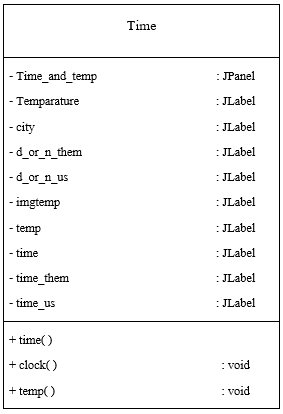 Time
- Time_and_temp : JPanel
- Temparature : JLabel
- city : JLabel
- d_or_n_them : JLabel
- d_or_n_us : JLabel
- imgtemp : JLabel
- temp : JLabel
- time : JLabel
- time_them : JLabel
- time_us : JLabel
+ time( )
+ clock( ) : void
+ temp( ) : void